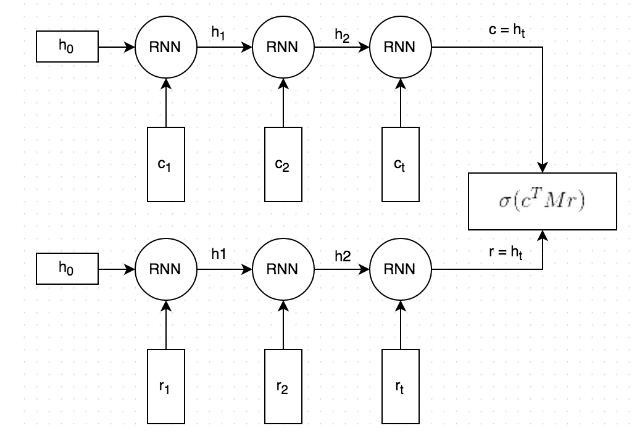 h₀ RNN h₁ RNN h₂ RNN c = hₜ
c₁ c₂ cₜ
σ(cᵀMr)
h₀ RNN h1 RNN h2 RNN r = hₜ
r₁ r₂ rₜ